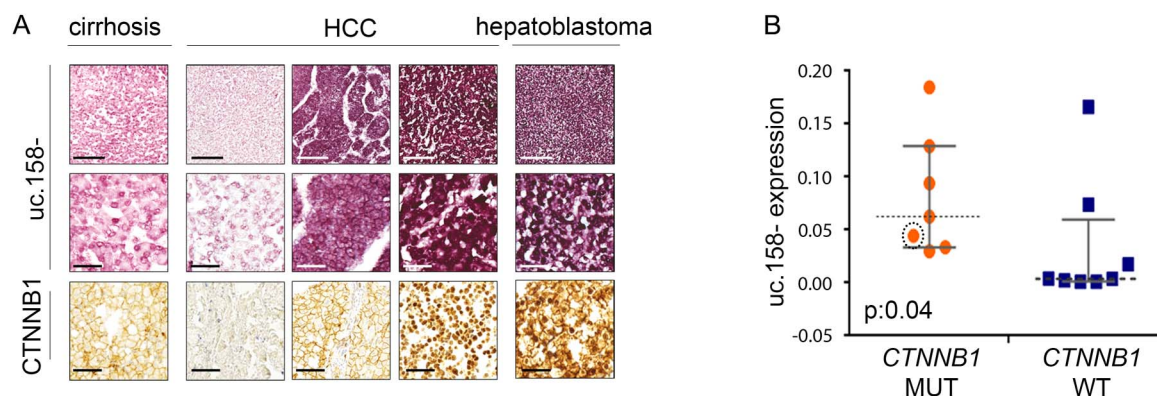 A
cirrhosis
HCC
hepatoblastoma
uc.158-
CTNNB1
B
uc.158- expression
0.20
0.15
0.10
0.05
0.00
-0.05
p:0.04
CTNNB1
MUT
CTNNB1
WT